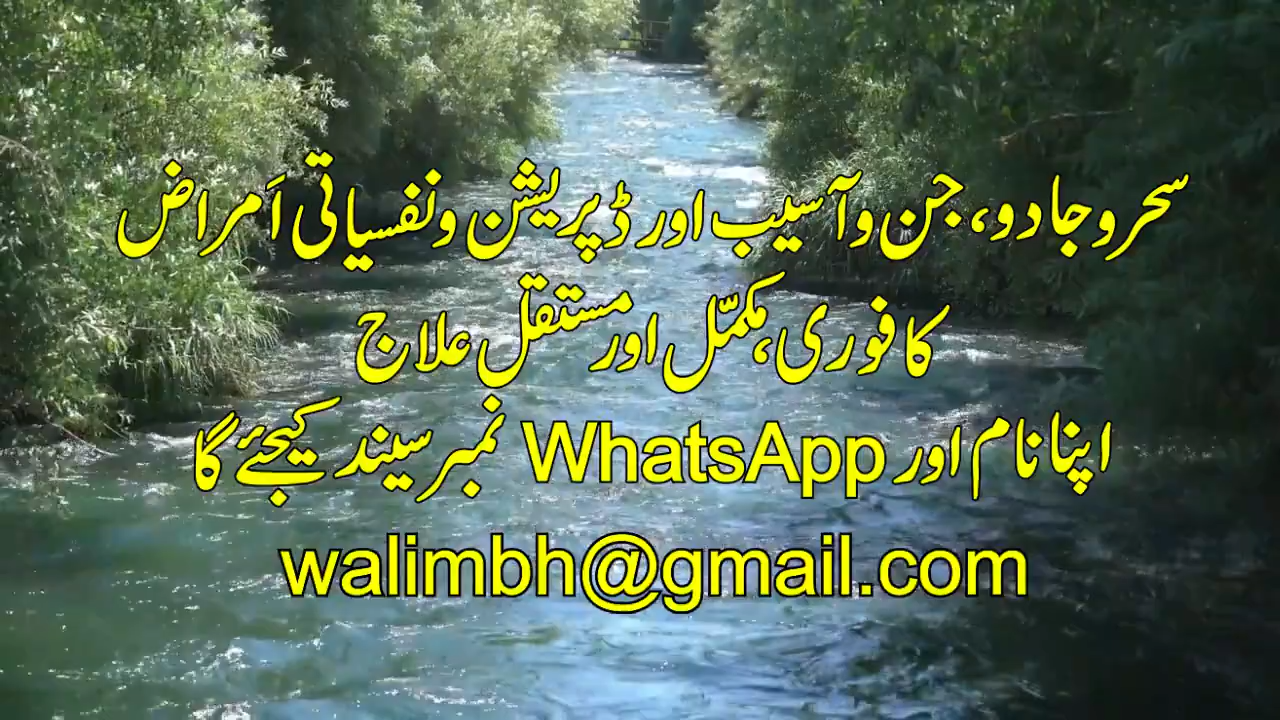 سحر و جادو، جن و آسیب اور ڈپریشن و نفسیاتی اَمراض
کا فوری، مکمّل اور مستقل علاج
اپنا نام اور WhatsApp نمبر سینڈ کیجئے گا
walimbh@gmail.com